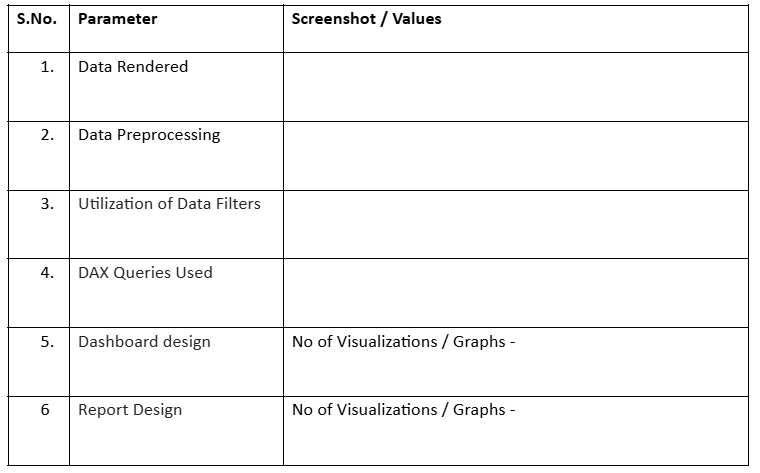 S.No. Parameter Screenshot / Values
1. Data Rendered
2. Data Preprocessing
3. Utilization of Data Filters
4. DAX Queries Used
5. Dashboard design No of Visualizations / Graphs -
6 Report Design No of Visualizations / Graphs -